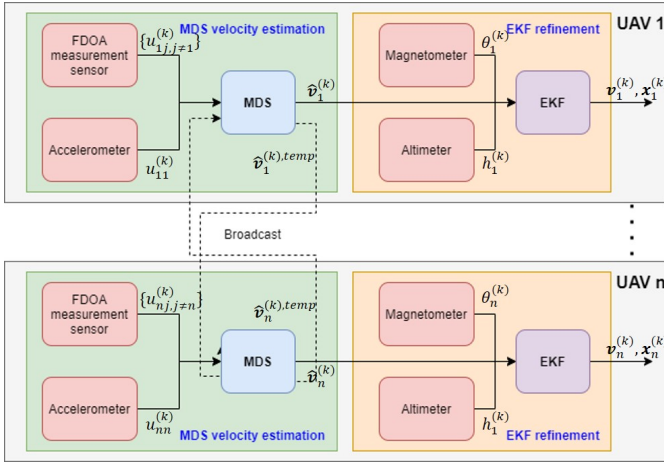 MDS velocity estimation
EKF refinement
UAV 1
FDOA
measurement
sensor
{u_{1j,j≠1}^{(k)}}
Accelerometer
u_{11}^{(k)}
MDS
v̂_1^{(k)}
v̂_1^{(k),temp}
Magnetometer
θ_1^{(k)}
Altimeter
h_1^{(k)}
EKF
v_1^{(k)}, x_1^{(k)}
Broadcast
UAV n
FDOA
measurement
sensor
{u_{nj,j≠n}^{(k)}}
Accelerometer
u_{nn}^{(k)}
v̂_n^{(k),temp}
MDS
v̂_n^{(k)}
Magnetometer
θ_n^{(k)}
Altimeter
h_1^{(k)}
EKF
v_n^{(k)}, x_n^{(k)}
MDS velocity estimation
EKF refinement